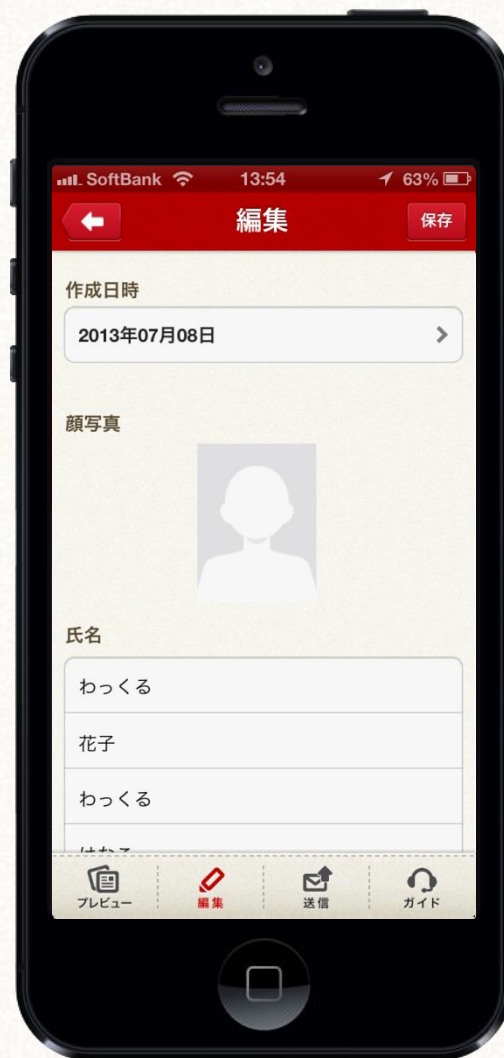 SoftBank 13:54 63%
編集 保存
作成日時
2013年07月08日
顔写真
氏名
わっくる
花子
わっくる
プレビュー 編集 送信 ガイド